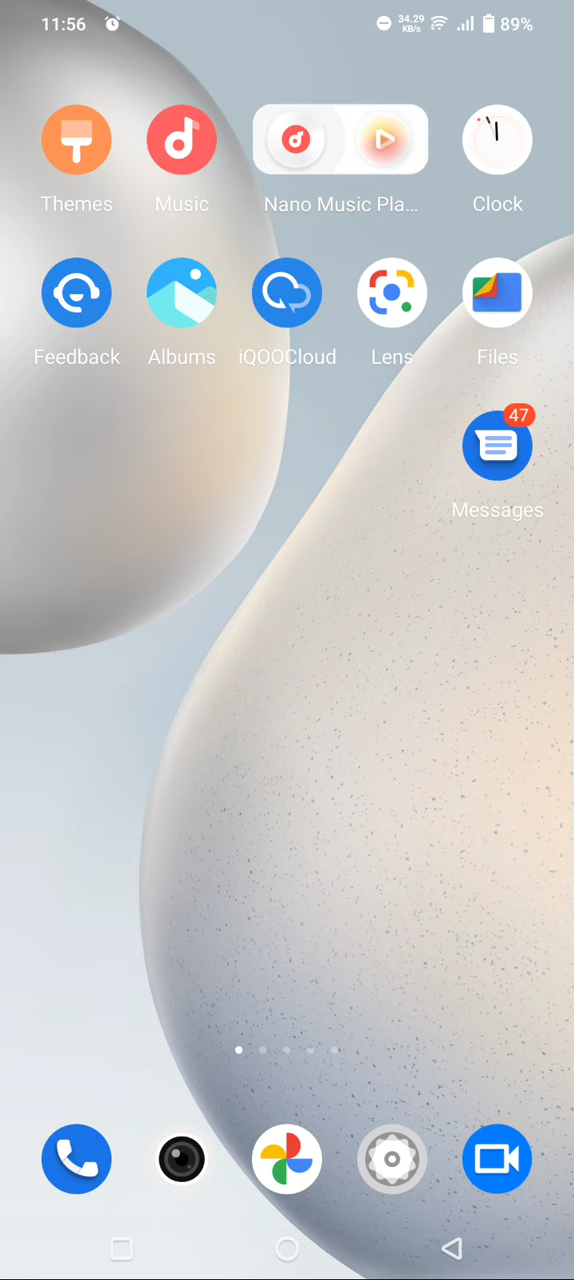 11:56 34.29 KB/s 89%
Themes Music Nano Music Pla... Clock
Feedback Albums iQOOCloud Lens Files
47
Messages